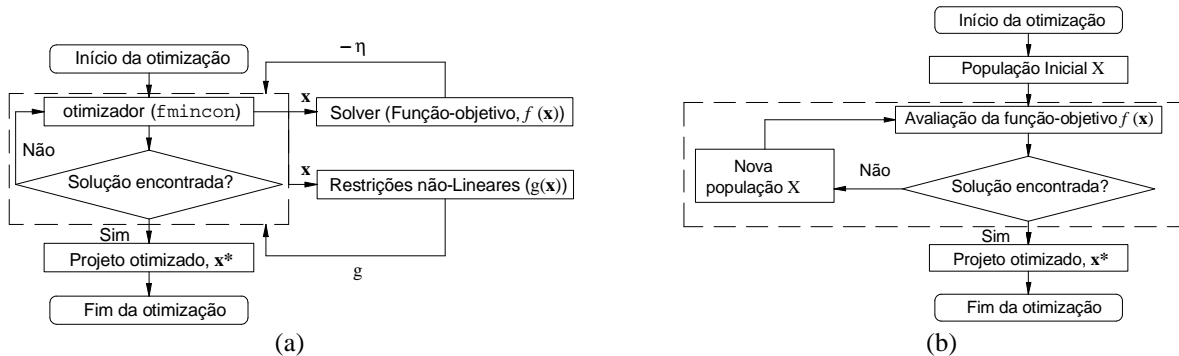 Início da otimização
− η
otimizador (fmincon)
x
Solver (Função-objetivo, f (x))
Não
Solução encontrada?
x
Restrições não-Lineares (g(x))
Sim
g
Projeto otimizado, x*
Fim da otimização
(a)
Início da otimização
População Inicial X
Avaliação da função-objetivo f (x)
Nova
população X
Não
Solução encontrada?
Sim
Projeto otimizado, x*
Fim da otimização
(b)